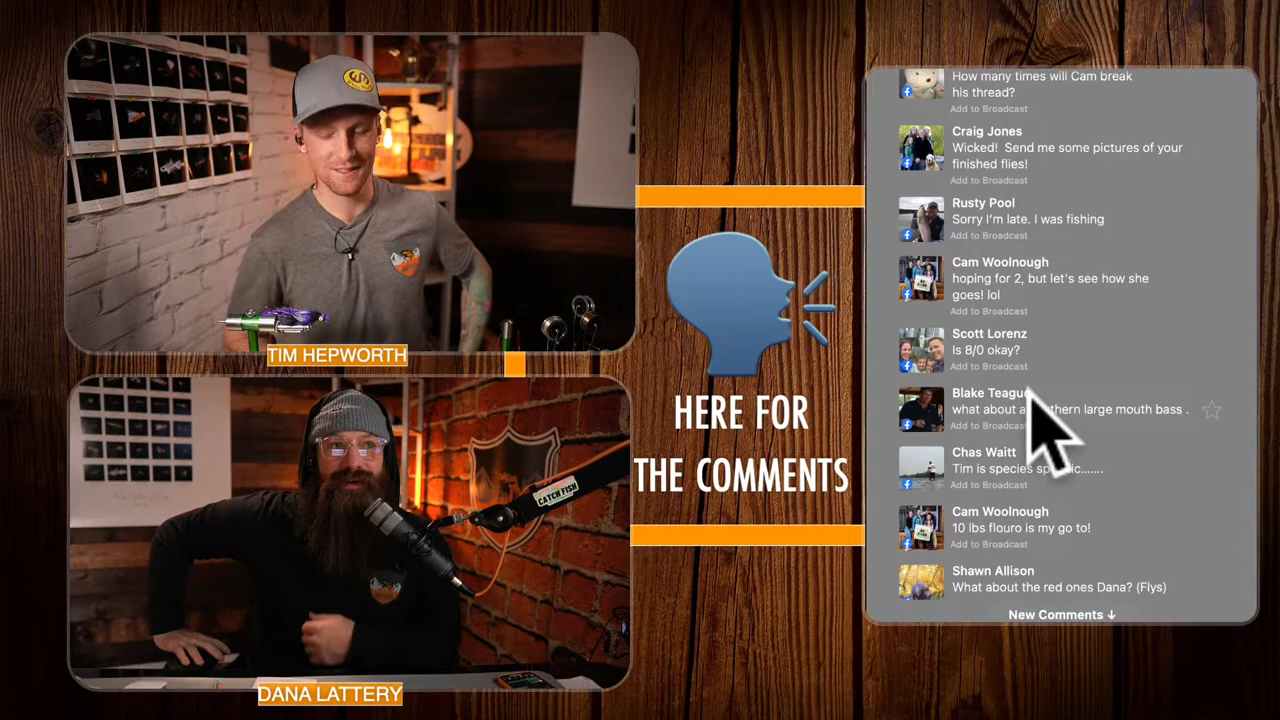 TIM HEPWORTH
CATCH FISH
DANA LATTERY
HERE FOR
THE COMMENTS
How many times will Cam break
his thread?
Add to Broadcast
Craig Jones
Wicked! Send me some pictures of your
finished flies!
Add to Broadcast
Rusty Pool
Sorry I'm late. I was fishing
Add to Broadcast
Cam Woolnough
hoping for 2, but let's see how she
goes! lol
Add to Broadcast
Scott Lorenz
Is 8/0 okay?
Add to Broadcast
Blake Teague
what about a large mouth bass .
Add to Broadcast
Chas Waitt
Tim is species
Add to Broadcast
Cam Woolnough
10 lbs flouro is my go to!
Add to Broadcast
Shawn Allison
What about the red ones Dana? (Flys)
New Comments ↓